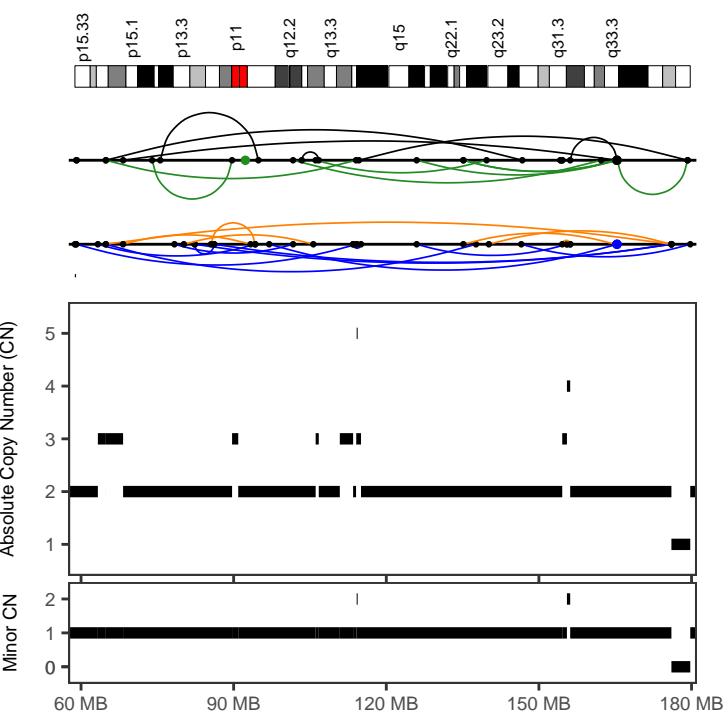 p15.33 p15.1 p13.3 p11 q12.2 q13.3 q15 q22.1 q23.2 q31.3 q33.3
Absolute Copy Number (CN)
5
4
3
2
1
Minor CN
2
1
0
60 MB 90 MB 120 MB 150 MB 180 MB